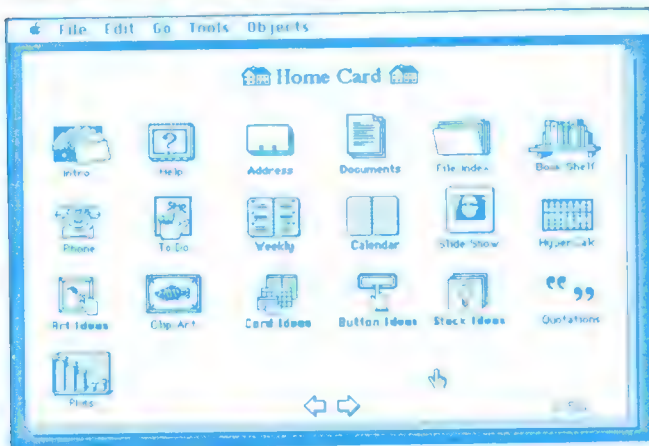 File Edit Go Tools Objects
Home Card
Intro Help Address Documents File Index Book Shelf
Phone To Do Weekly Calendar Slide Show HyperCalc
Art Ideas Clip Art Card Ideas Button Ideas Stack Ideas Quotations
Plots